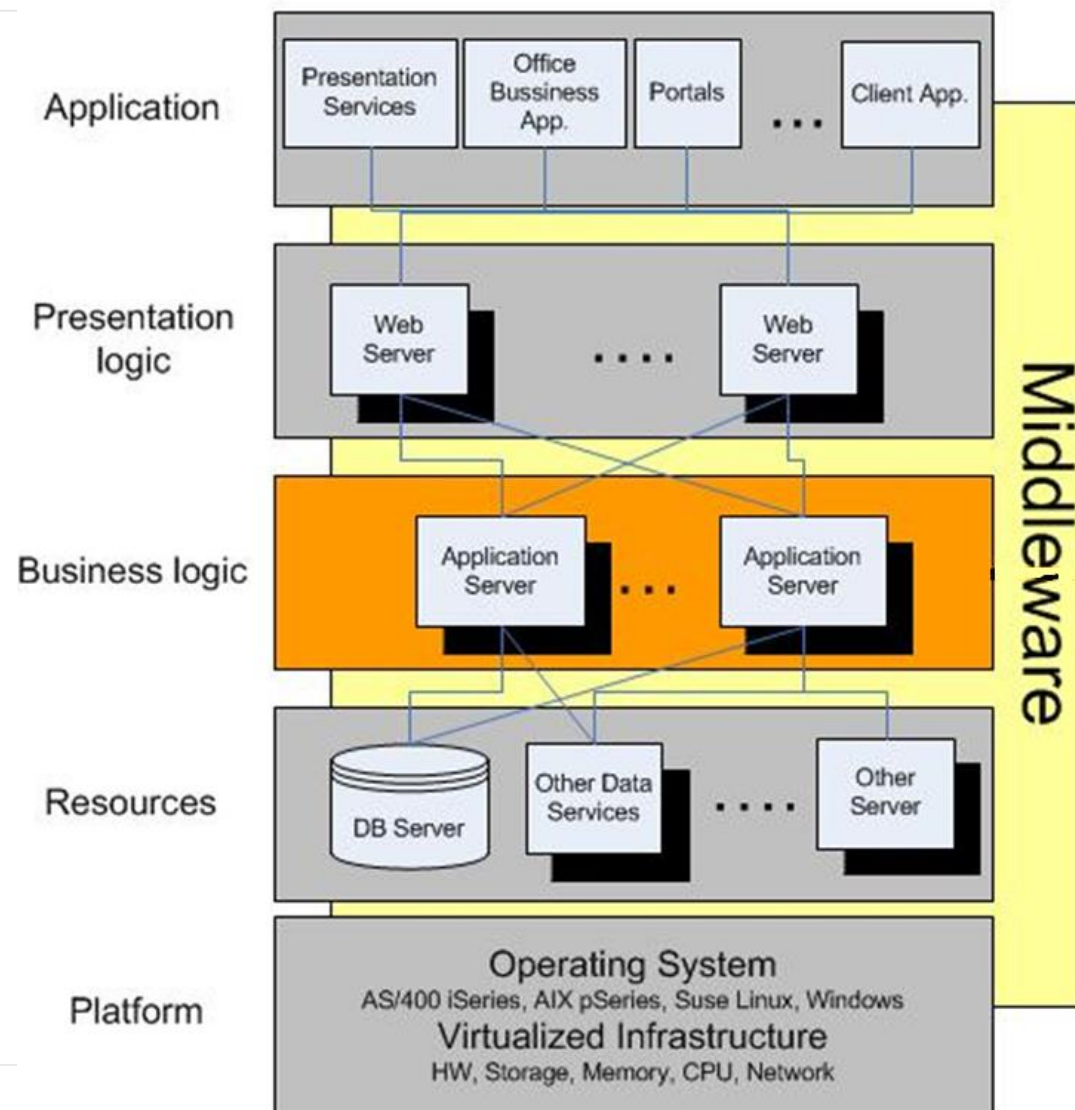 Application
Presentation
Services
Office
Bussiness
App.
Portals
...
Client App.
Presentation
logic
Web
Server
....
Web
Server
Business logic
Application
Server
...
Application
Server
Resources
DB Server
Other Data
Services
....
Other
Server
Platform
Operating System
AS/400 iSeries, AIX pSeries, Suse Linux, Windows
Virtualized Infrastructure
HW, Storage, Memory, CPU, Network
Middleware